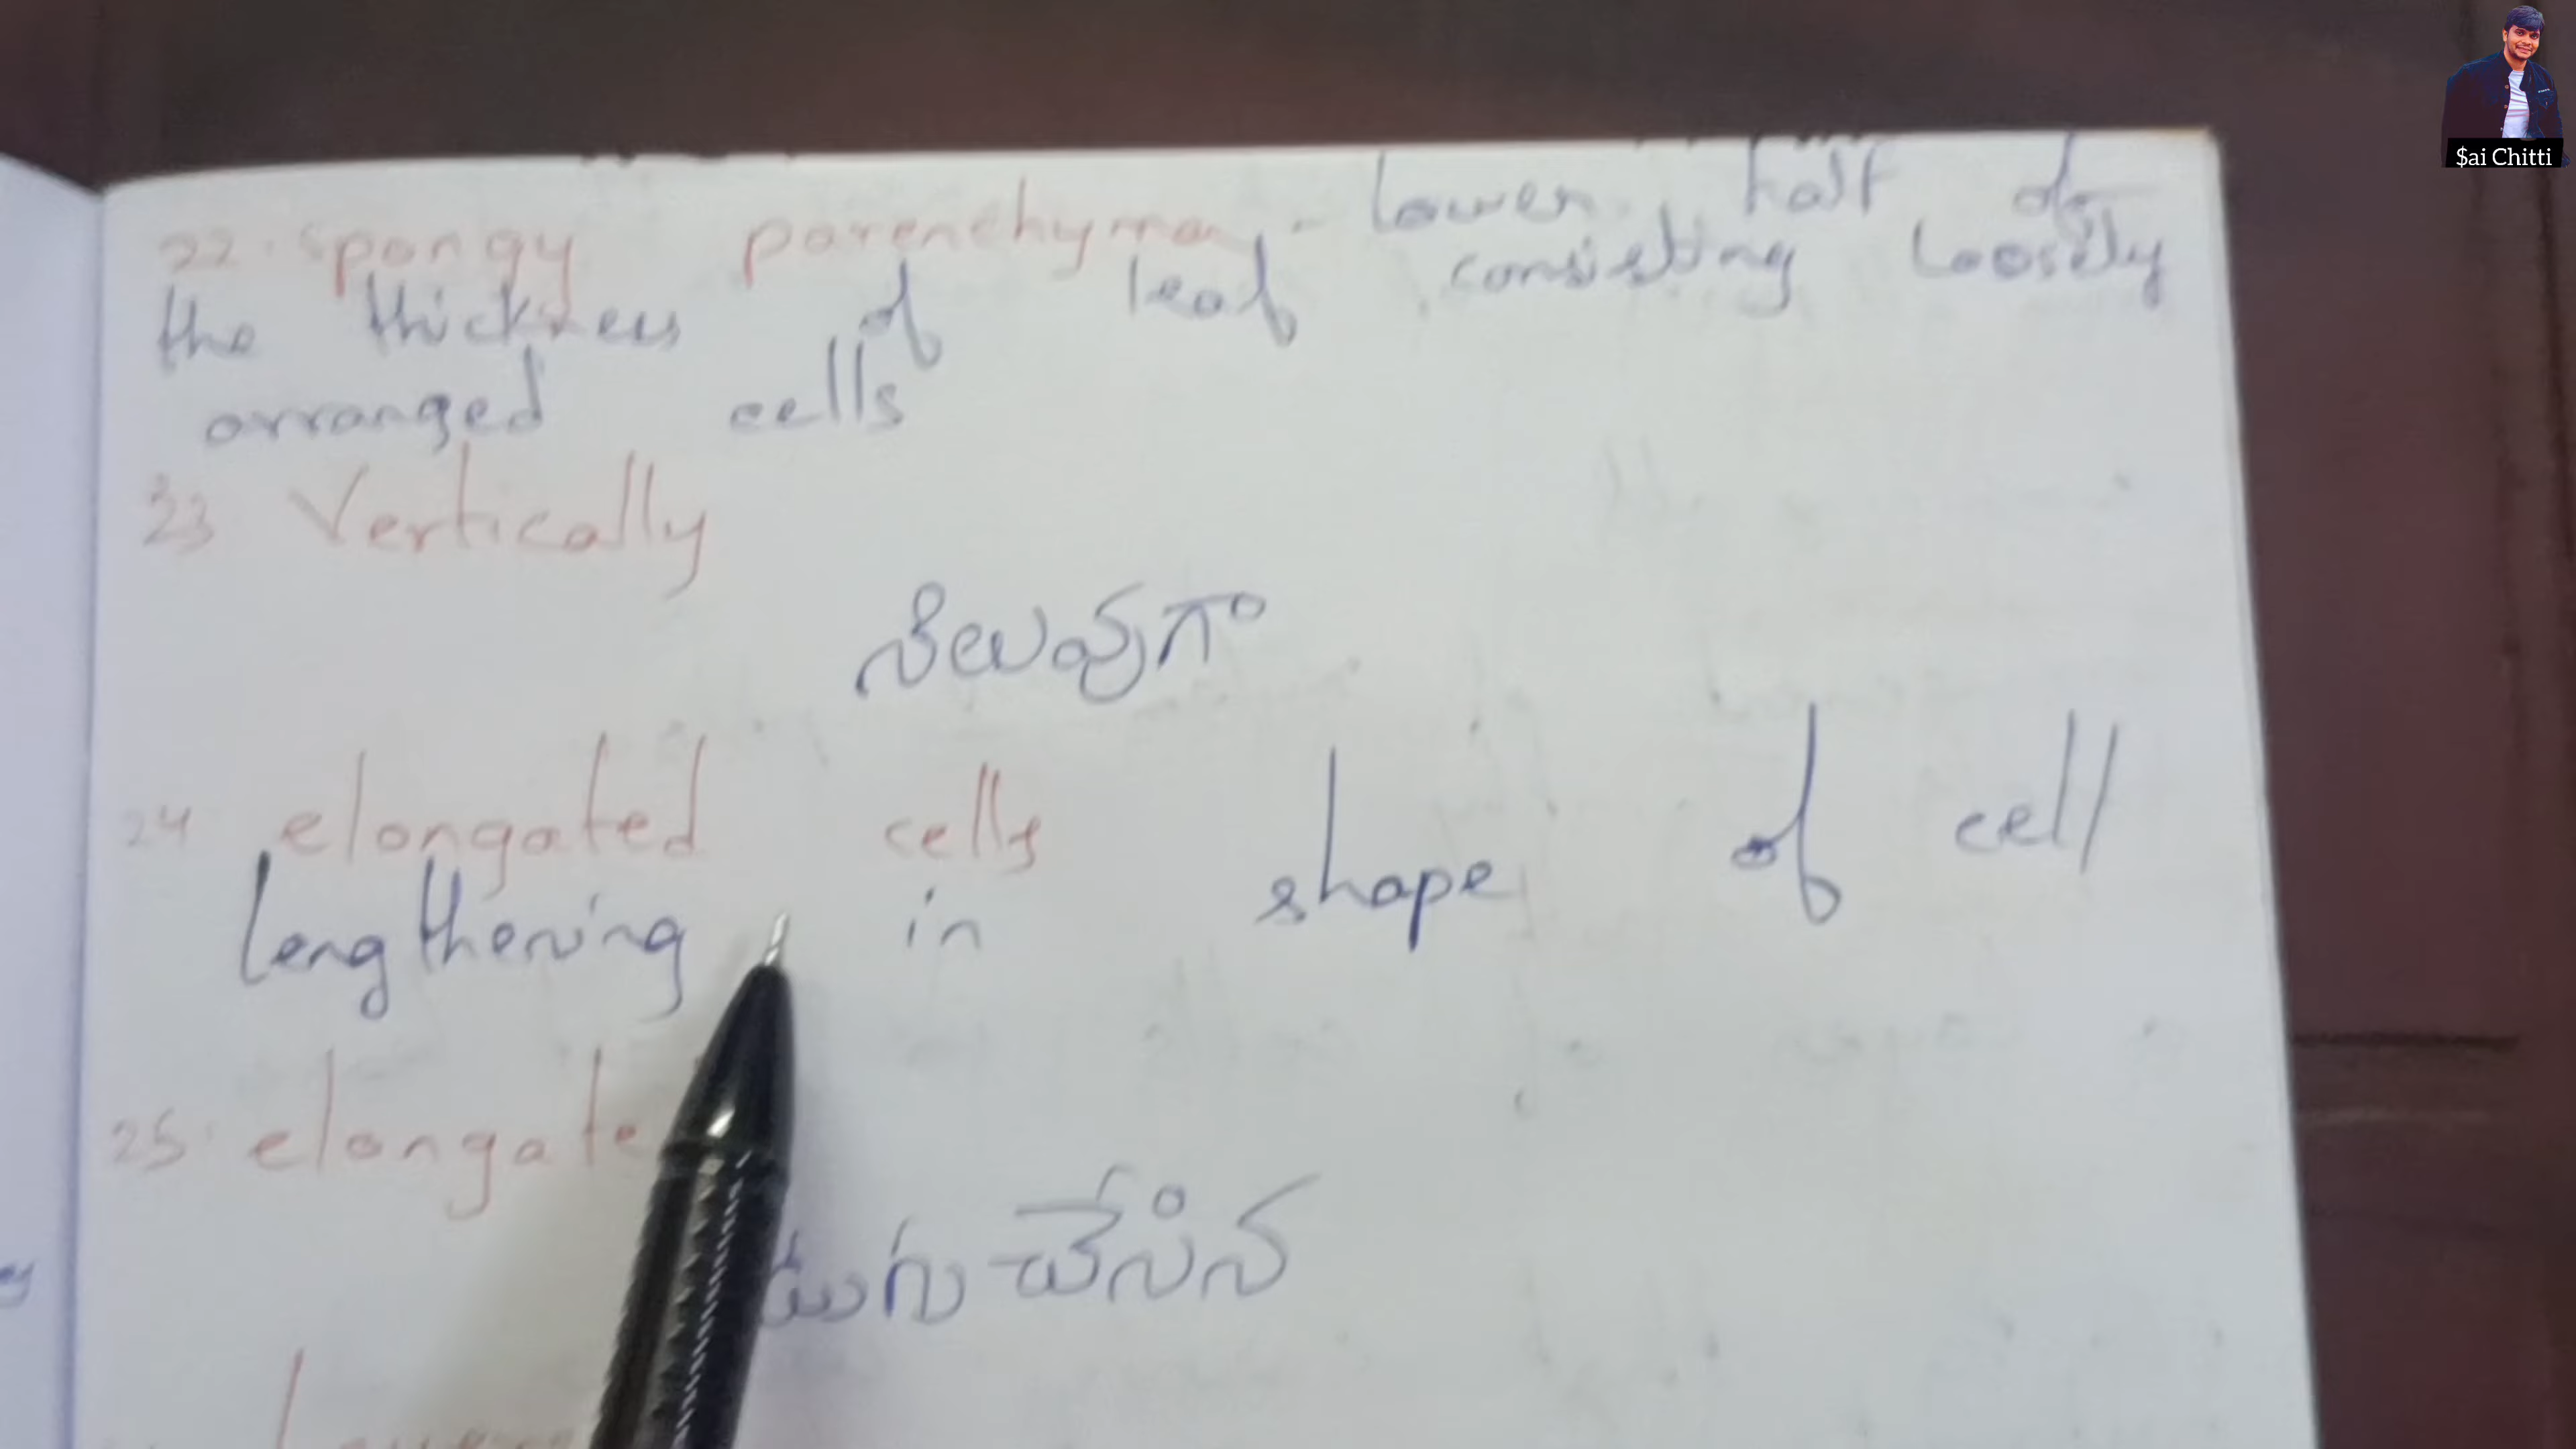 $ai Chitti
22. spongy parenchyma - lower half of
the thickness of leaf consisting loosely
arranged cells
23 Vertically
నిలువుగా
24 elongated cells
lengthening in shape of cell
25. elongate
చేసిన